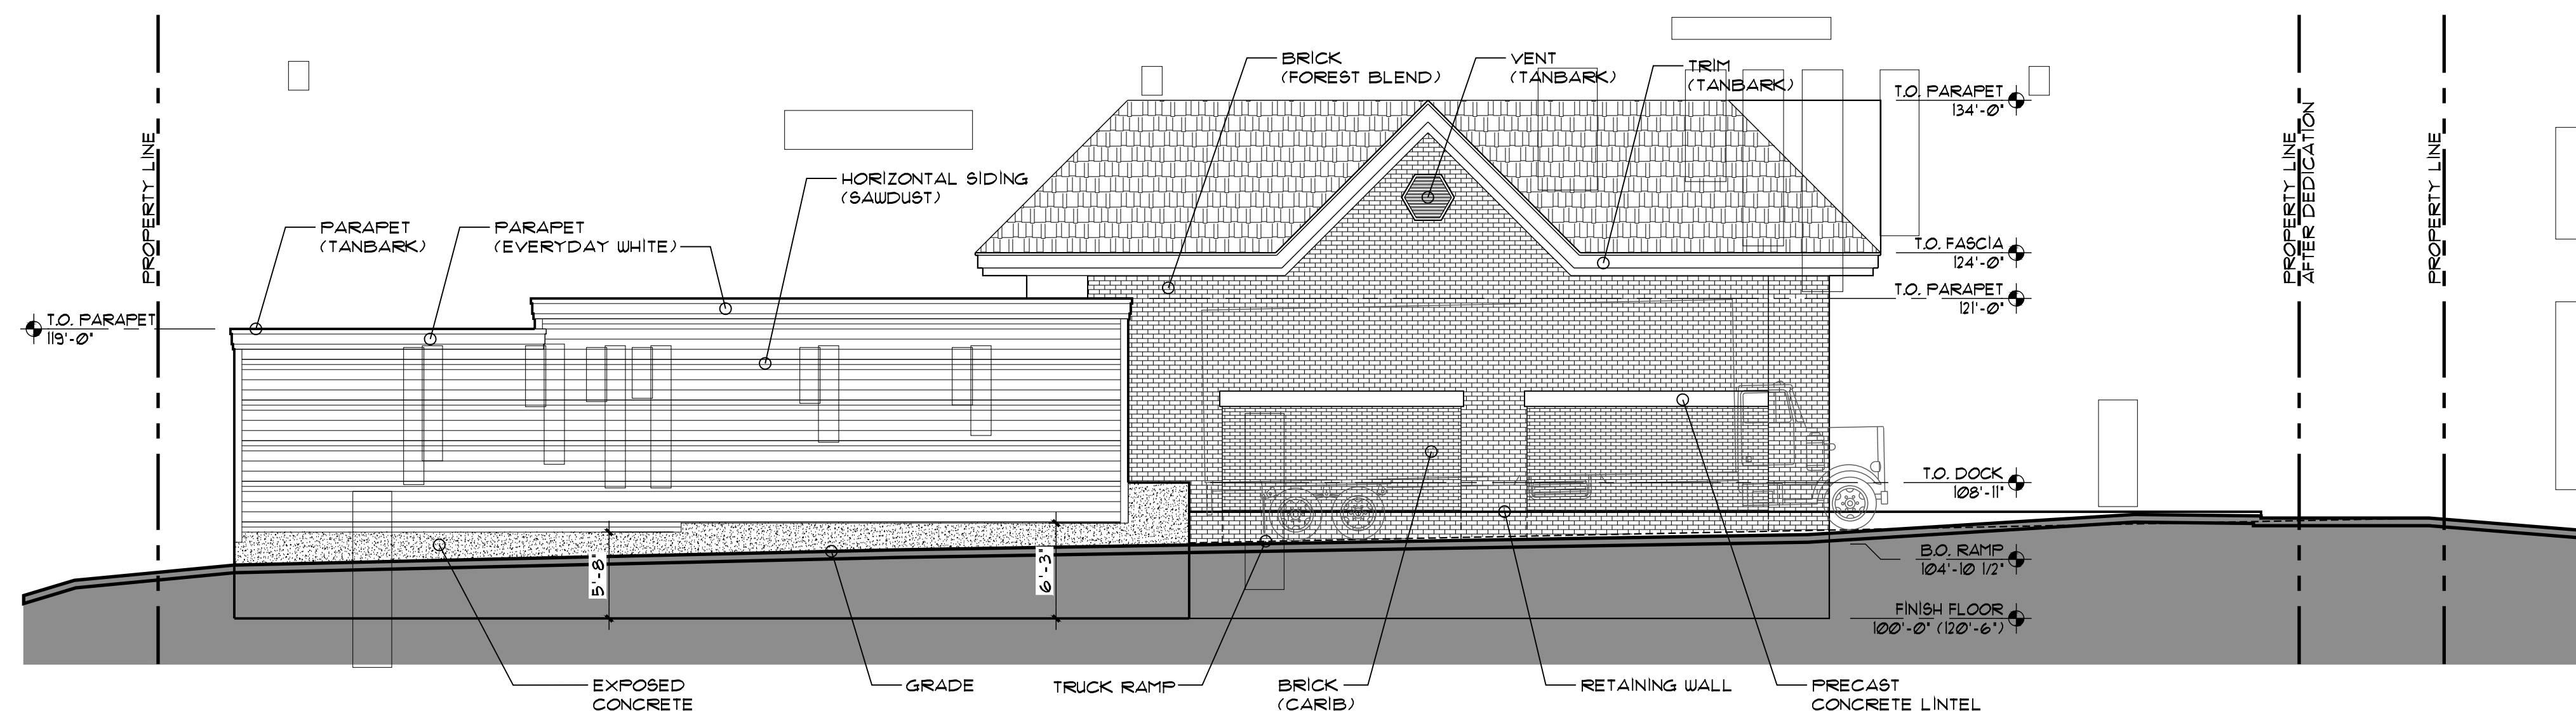 BRICK
(FOREST BLEND)
VENT
(TANBARK)
TRIM
(TANBARK)
T.O. PARAPET
134'-0"
HORIZONTAL SIDING
(SAWDUST)
PARAPET
(TANBARK)
PARAPET
(EVERYDAY WHITE)
PROPERTY LINE
T.O. FASCIA
124'-0"
T.O. PARAPET
121'-0"
PROPERTY LINE
AFTER DEDICATION
PROPERTY LINE
T.O. PARAPET
119'-0"
T.O. DOCK
108'-11"
B.O. RAMP
104'-10 1/2"
5'-8"
6'-3"
FINISH FLOOR
100'-0" (120'-6")
EXPOSED
CONCRETE
GRADE
TRUCK RAMP
BRICK
(CARIB)
RETAINING WALL
PRECAST
CONCRETE LINTEL